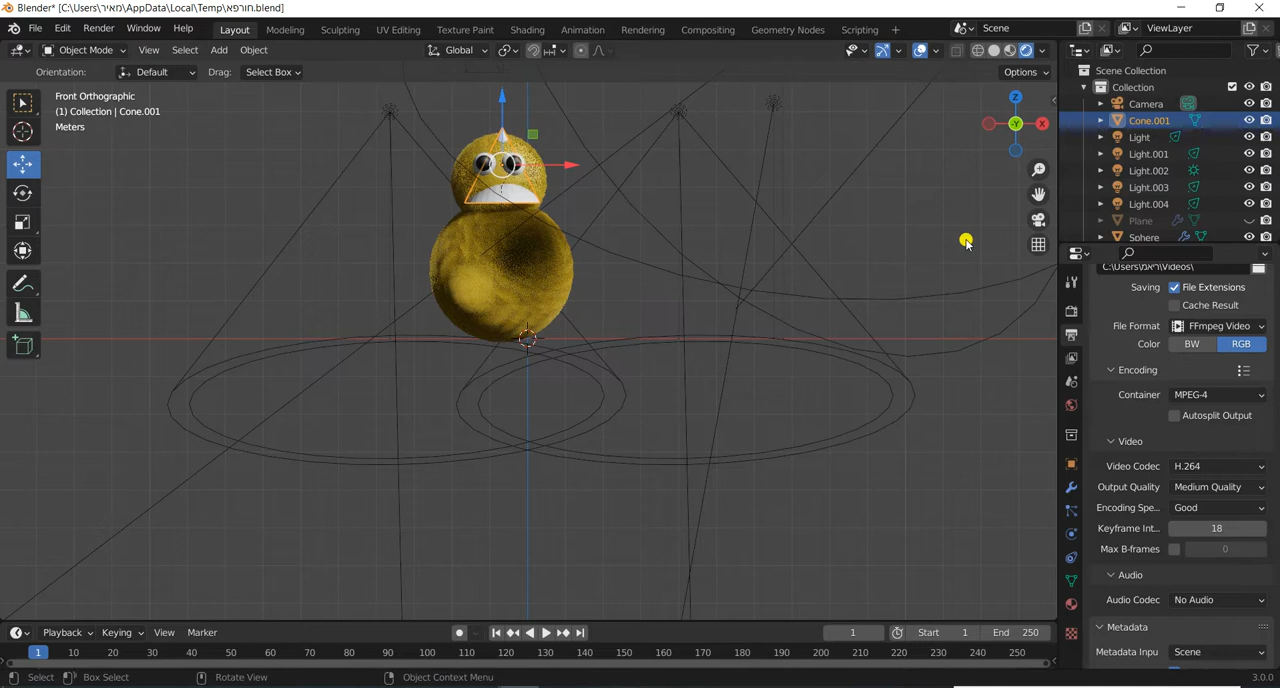 Blender* [C:\Users\מאיר\AppData\Local\Temp\חורפא.blend]
File Edit Render Window Help Layout Modeling Sculpting UV Editing Texture Paint Shading Animation Rendering Compositing Geometry Nodes Scripting + Scene ViewLayer
Object Mode View Select Add Object Global
Orientation: Default Drag: Select Box Options
Front Orthographic
(1) Collection | Cone.001
Meters
Z
-Y
X
Scene Collection
Collection
Camera
Cone.001
Light
Light.001
Light.002
Light.003
Light.004
Plane
Sphere
C:\Users\מאיר\Videos\
Saving File Extensions
Cache Result
File Format FFmpeg Video
Color BW RGB
Encoding
Container MPEG-4
Autosplit Output
Video
Video Codec H.264
Output Quality Medium Quality
Encoding Spe... Good
Keyframe Int... 18
Max B-frames 0
Audio
Audio Codec No Audio
Metadata
Metadata Inpu Scene
Playback Keying View Marker 1 Start 1 End 250
1 10 20 30 40 50 60 70 80 90 100 110 120 130 140 150 160 170 180 190 200 210 220 230 240 250
Select Box Select Rotate View Object Context Menu 3.0.0